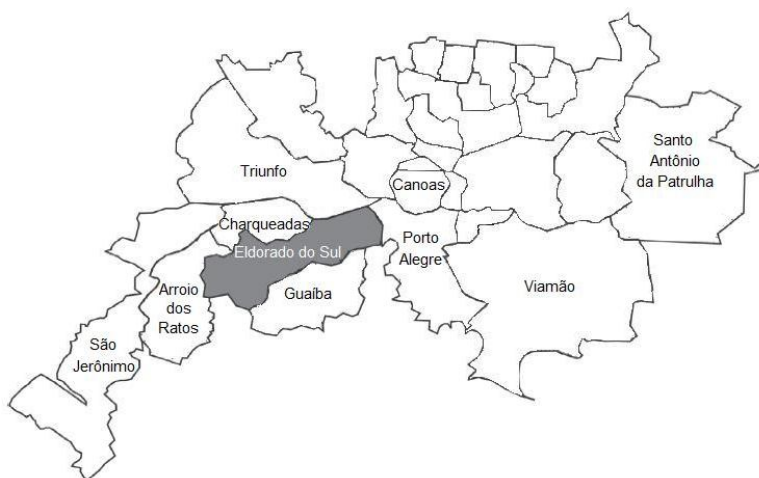 Santo
Antônio
da Patrulha
Triunfo
Canoas
Charqueadas
Eldorado do Sul
Porto
Alegre
Viamão
Arroio
dos
Ratos
Guaíba
São
Jerônimo